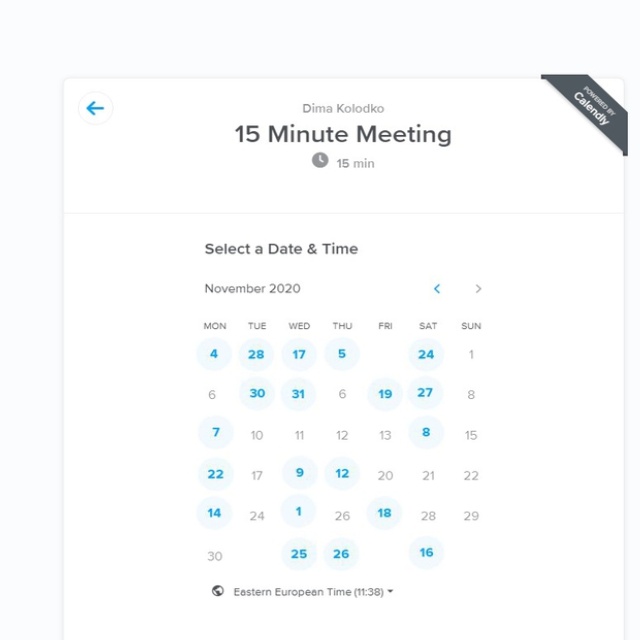 POWERED BY
Calendly
Dima Kolodko
15 Minute Meeting
15 min
Select a Date & Time
November 2020
MON TUE WED THU FRI SAT SUN
4 28 17 5 24 1
6 30 31 6 19 27 8
7 10 11 12 13 8 15
22 17 9 12 20 21 22
14 24 1 26 18 28 29
30 25 26 16
Eastern European Time (11:38)